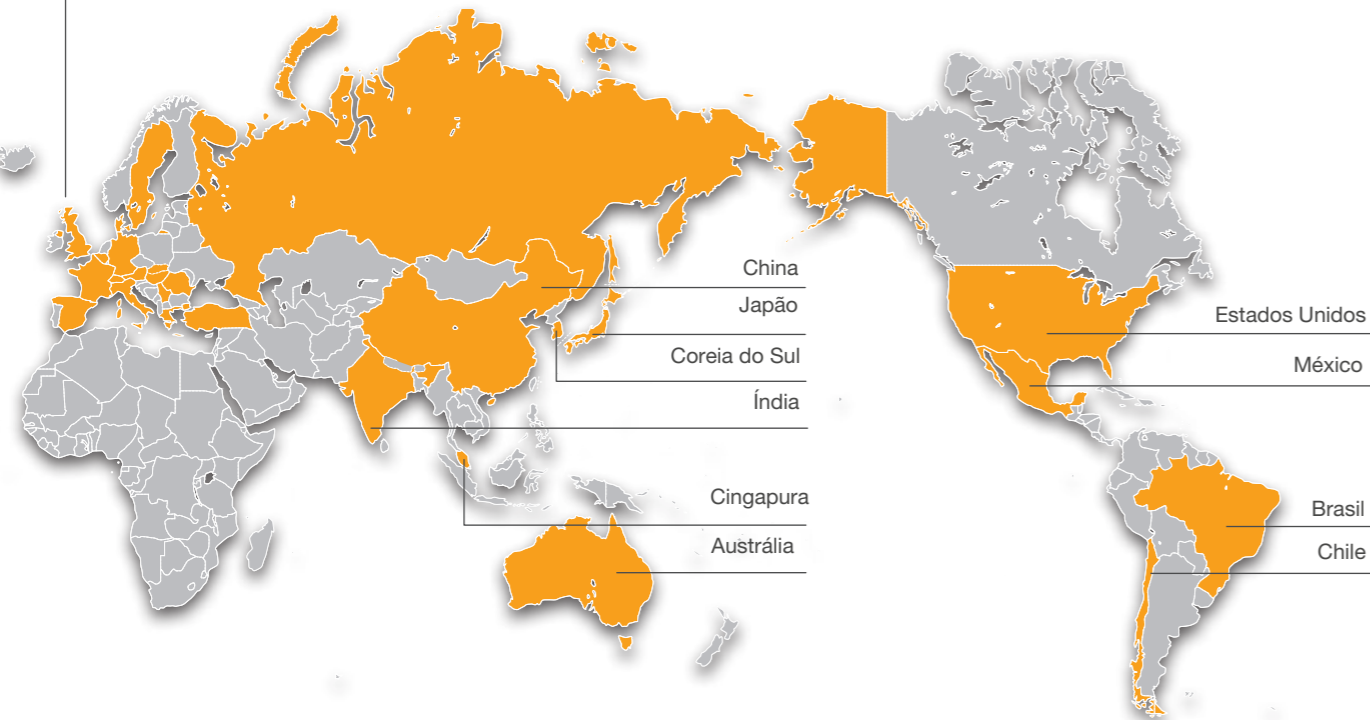 China
Japão
Coreia do Sul
Índia
Cingapura
Austrália
Estados Unidos
México
Brasil
Chile